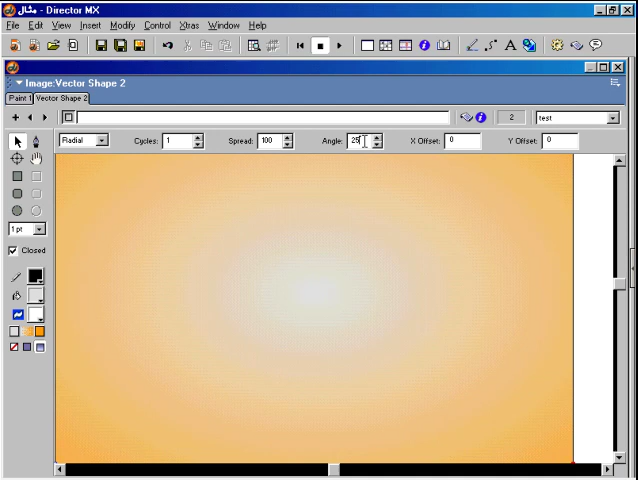 مثال - Director MX
File Edit View Insert Modify Control Xtras Window Help
Image:Vector Shape 2
Paint 1 Vector Shape 2
2 test
Radial Cycles: 1 Spread: 100 Angle: 25 X Offset: 0 Y Offset: 0
1 pt
Closed